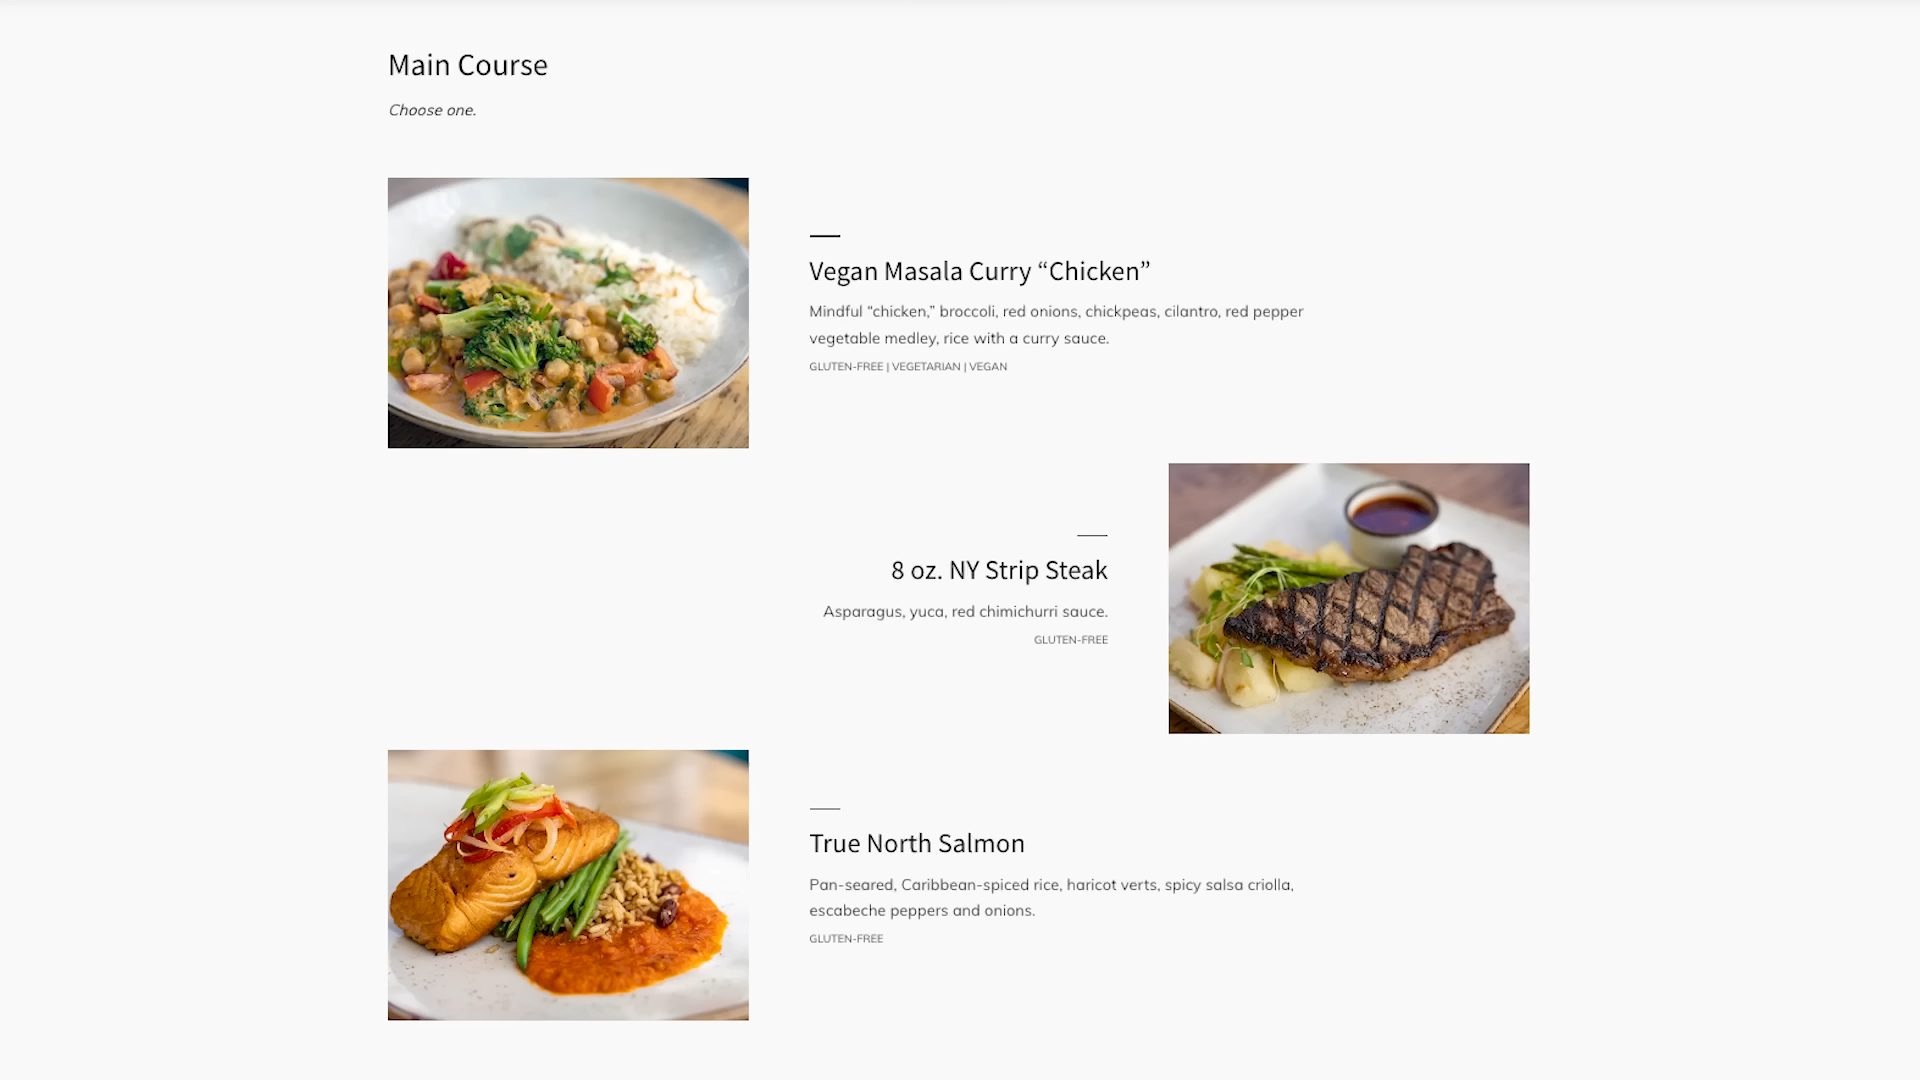 Main Course
Choose one.
Vegan Masala Curry “Chicken”
Mindful “chicken,” broccoli, red onions, chickpeas, cilantro, red pepper
vegetable medley, rice with a curry sauce.
GLUTEN-FREE | VEGETARIAN | VEGAN
8 oz. NY Strip Steak
Asparagus, yuca, red chimichurri sauce.
GLUTEN-FREE
True North Salmon
Pan-seared, Caribbean-spiced rice, haricot verts, spicy salsa criolla,
escabeche peppers and onions.
GLUTEN-FREE